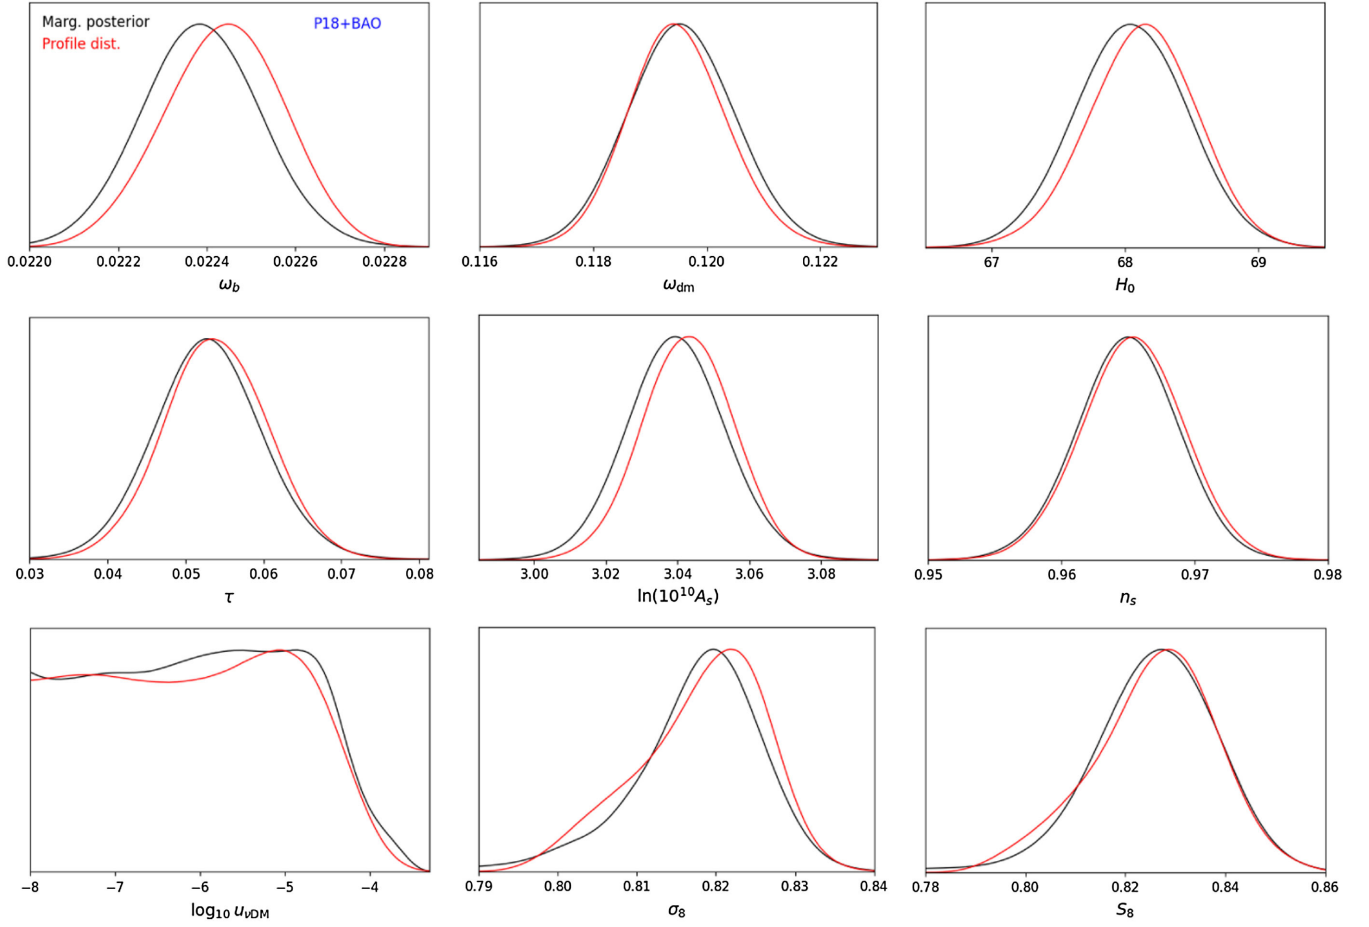 Marg. posterior
Profile dist.
P18+BAO
0.0220 0.0222 0.0224 0.0226 0.0228
ω_b
0.116 0.118 0.120 0.122
ω_dm
67 68 69
H_0
0.03 0.04 0.05 0.06 0.07 0.08
τ
3.00 3.02 3.04 3.06 3.08
ln(10^10 A_s)
0.95 0.96 0.97 0.98
n_s
−8 −7 −6 −5 −4
log_10 u_νDM
0.79 0.80 0.81 0.82 0.83 0.84
σ_8
0.78 0.80 0.82 0.84 0.86
S_8